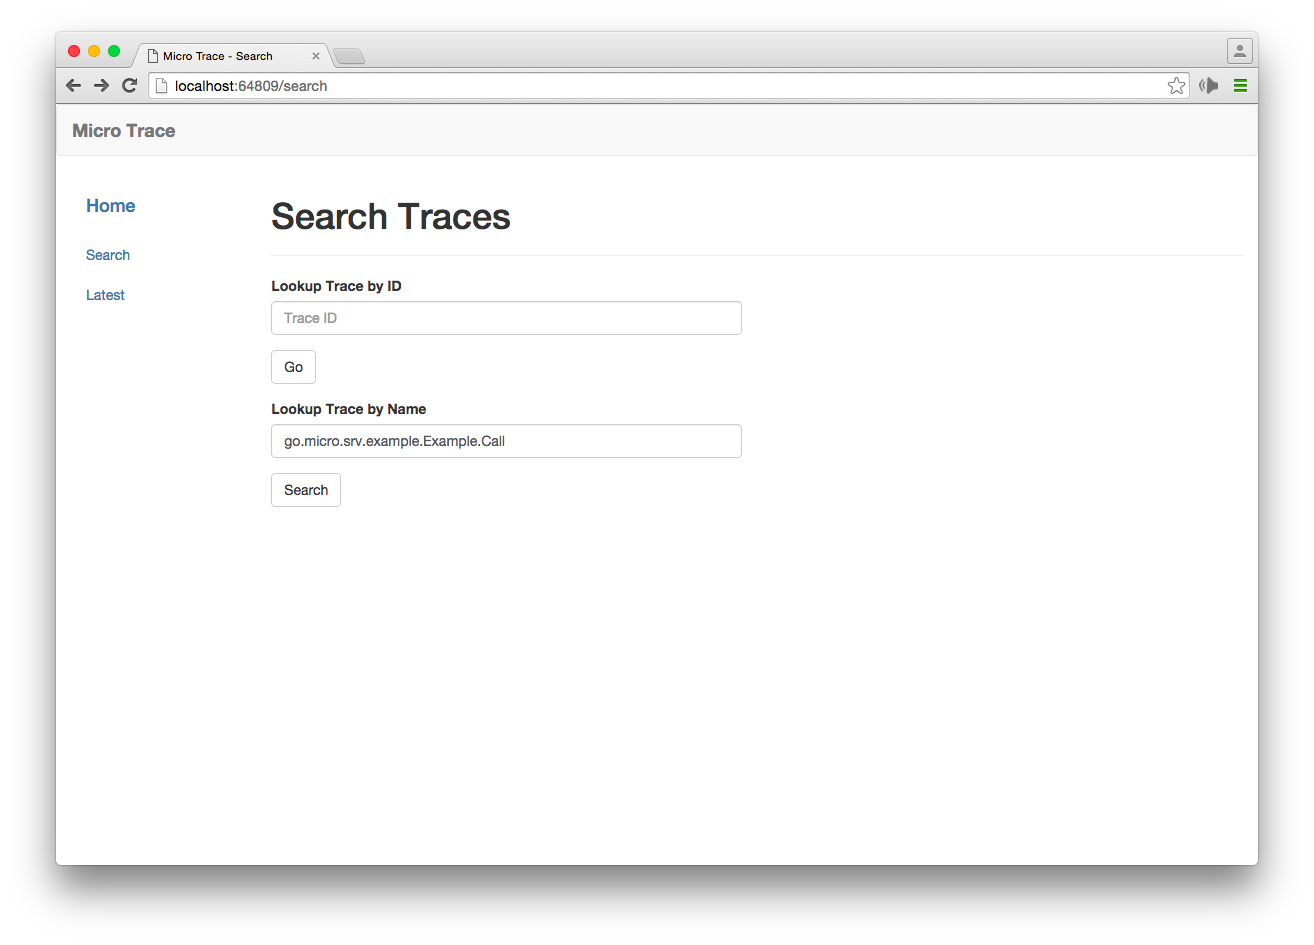 Micro Trace - Search
localhost:64809/search
Micro Trace
Home
Search
Latest
Search Traces
Lookup Trace by ID
Trace ID
Go
Lookup Trace by Name
go.micro.srv.example.Example.Call
Search